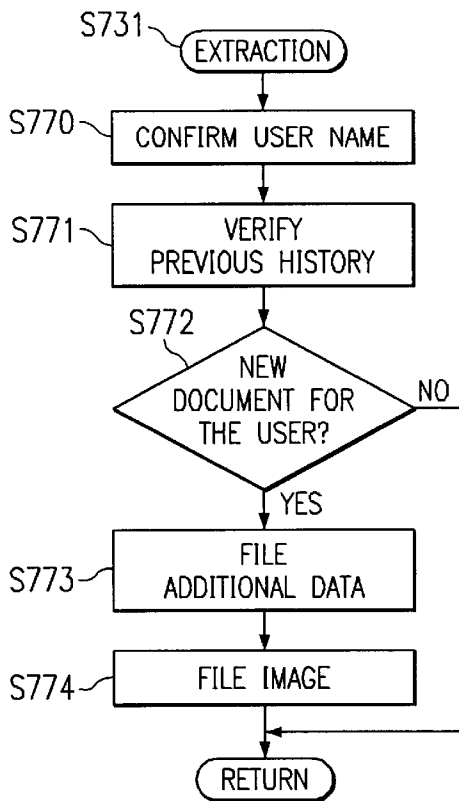 S731
EXTRACTION
S770
CONFIRM USER NAME
S771
VERIFY
PREVIOUS HISTORY
S772
NEW
DOCUMENT FOR
THE USER?
NO
YES
S773
FILE
ADDITIONAL DATA
S774
FILE IMAGE
RETURN